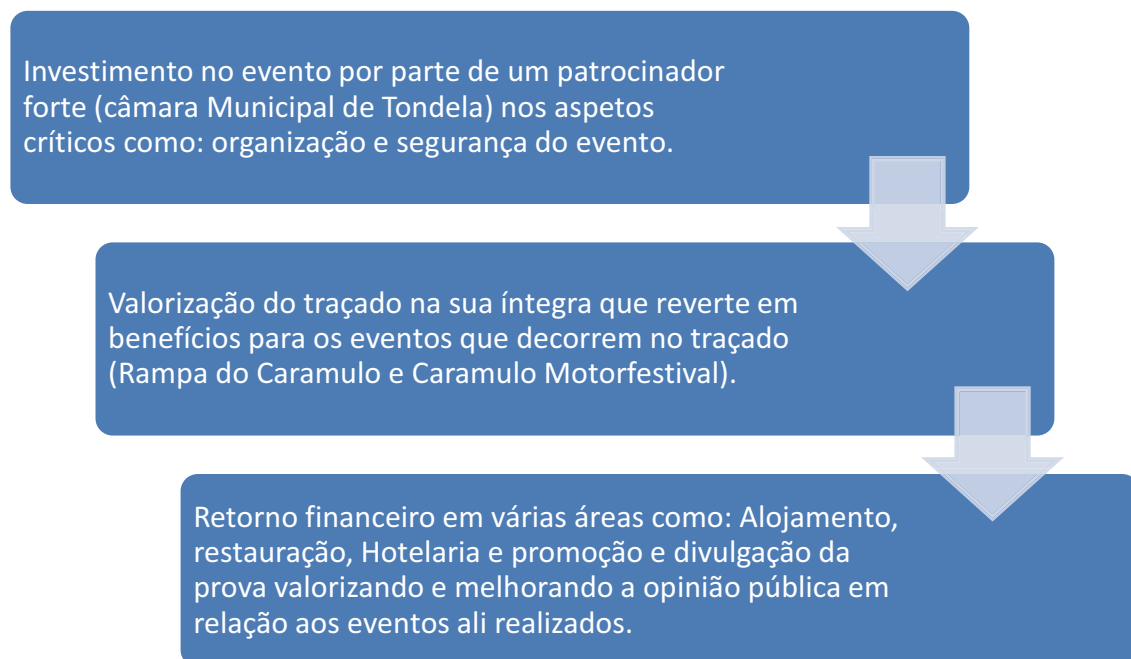 Investimento no evento por parte de um patrocinador
forte (câmara Municipal de Tondela) nos aspetos
críticos como: organização e segurança do evento.
Valorização do traçado na sua íntegra que reverte em
benefícios para os eventos que decorrem no traçado
(Rampa do Caramulo e Caramulo Motorfestival).
Retorno financeiro em várias áreas como: Alojamento,
restauração, Hotelaria e promoção e divulgação da
prova valorizando e melhorando a opinião pública em
relação aos eventos ali realizados.